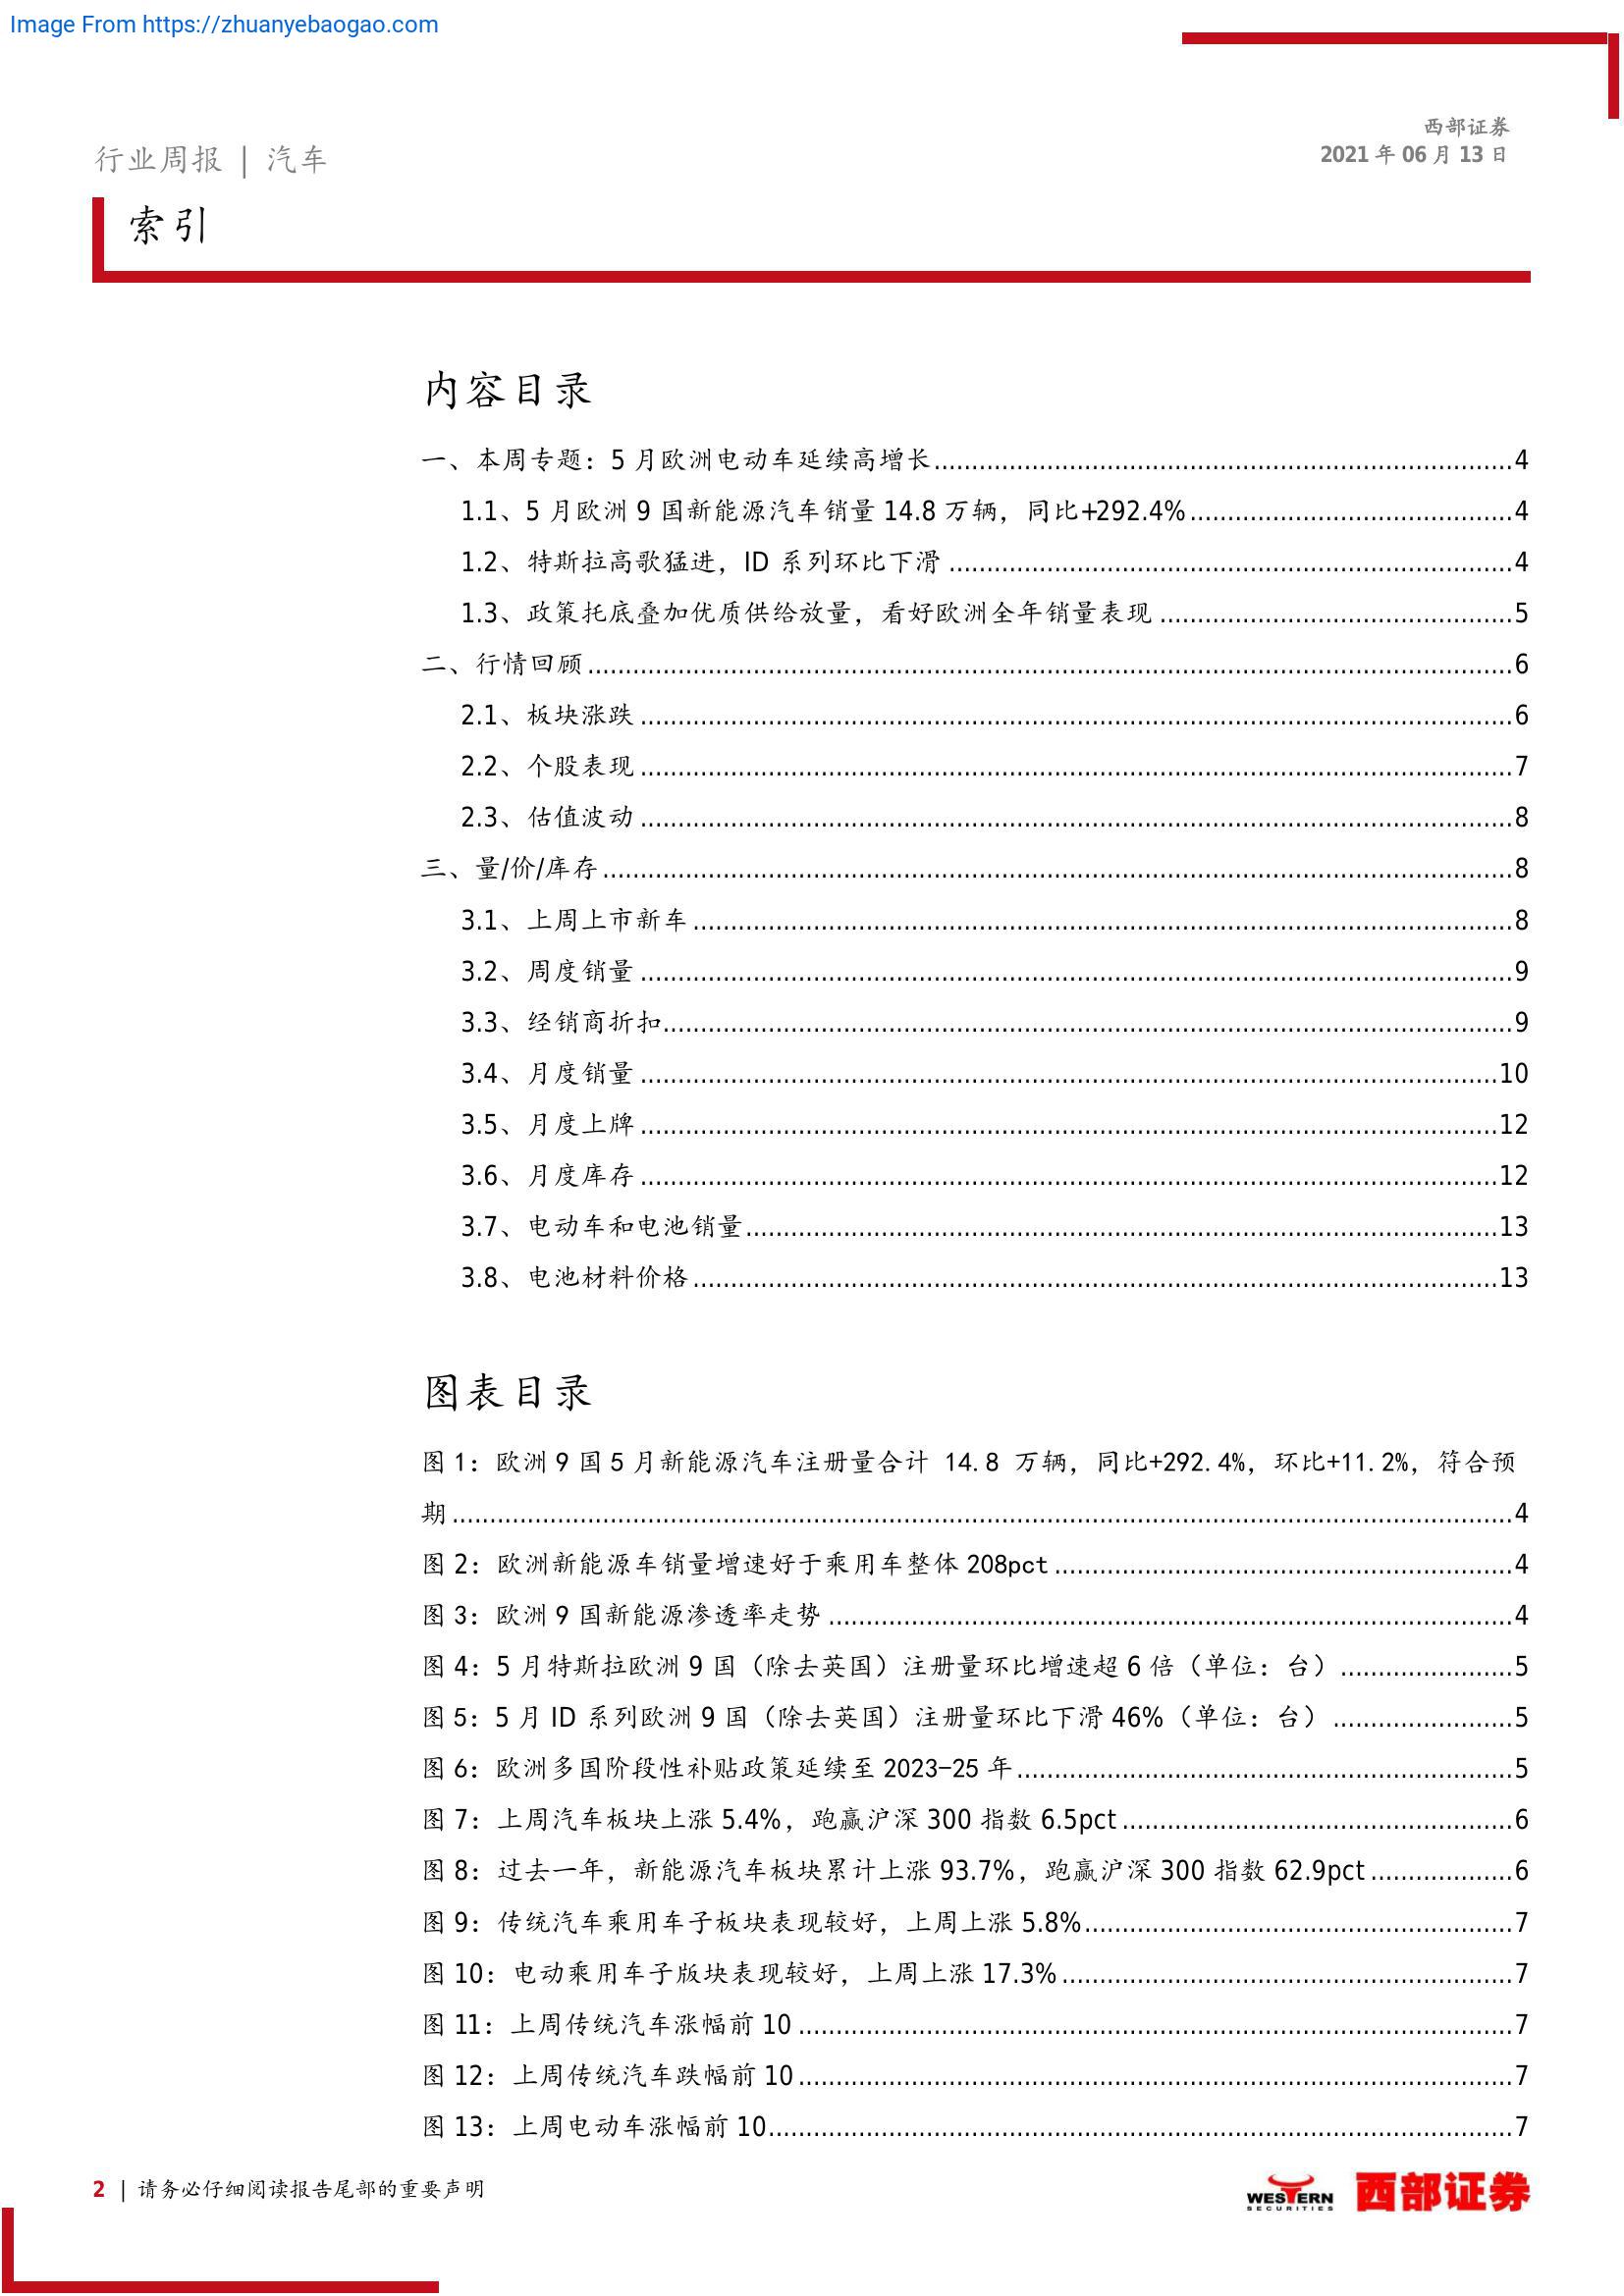 Image From https://zhuanyebaogao.com
西部证券
行业周报 | 汽车
2021 年 06 月 13 日
索引
内容目录
一、本周专题：5 月欧洲电动车延续高增长........................4
1.1、5 月欧洲 9 国新能源汽车销量 14.8 万辆，同比+292.4%........................4
1.2、特斯拉高歌猛进，ID 系列环比下滑........................4
1.3、政策托底叠加优质供给放量，看好欧洲全年销量表现........................5
二、行情回顾........................6
2.1、板块涨跌........................6
2.2、个股表现........................7
2.3、估值波动........................8
三、量/价/库存........................8
3.1、上周上市新车........................8
3.2、周度销量........................9
3.3、经销商折扣........................9
3.4、月度销量........................10
3.5、月度上牌........................12
3.6、月度库存........................12
3.7、电动车和电池销量........................13
3.8、电池材料价格........................13
图表目录
图 1：欧洲 9 国 5 月新能源汽车注册量合计 14.8 万辆，同比+292.4%，环比+11.2%，符合预
期........................4
图 2：欧洲新能源车销量增速好于乘用车整体 208pct........................4
图 3：欧洲 9 国新能源渗透率走势........................4
图 4：5 月特斯拉欧洲 9 国（除去英国）注册量环比增速超 6 倍（单位：台）........................5
图 5：5 月 ID 系列欧洲 9 国（除去英国）注册量环比下滑 46%（单位：台）........................5
图 6：欧洲多国阶段性补贴政策延续至 2023-25 年........................5
图 7：上周汽车板块上涨 5.4%，跑赢沪深 300 指数 6.5pct........................6
图 8：过去一年，新能源汽车板块累计上涨 93.7%，跑赢沪深 300 指数 62.9pct........................6
图 9：传统汽车乘用车子板块表现较好，上周上涨 5.8%........................7
图 10：电动乘用车子版块表现较好，上周上涨 17.3%........................7
图 11：上周传统汽车涨幅前 10........................7
图 12：上周传统汽车跌幅前 10........................7
图 13：上周电动车涨幅前 10........................7
2 | 请务必仔细阅读报告尾部的重要声明
WESTERN
SECURITIES
西部证券